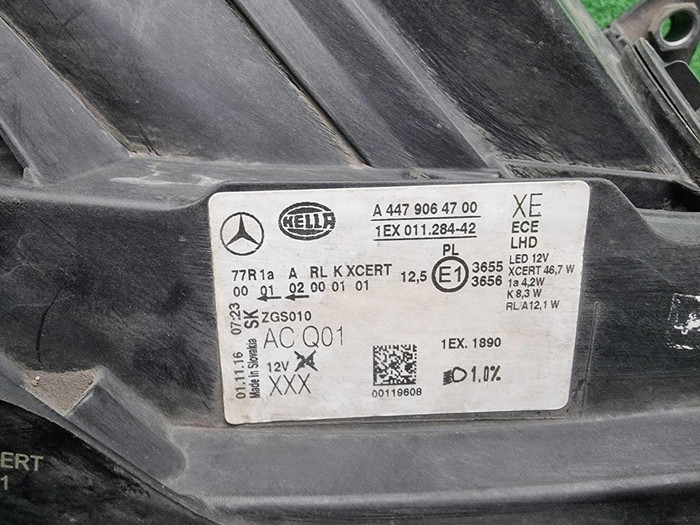 HELLA
A 447 906 47 00
1EX 011.284-42
XE
ECE
LHD
LED 12V
XCERT 46,7 W
1a 4,2W
K 8,3 W
RL/A12,1 W
77R1a A RL K XCERT
00 01 02 00 01 01
PL
12,5 E1 3655
3656
01.11.16 07:23
Made in Slovakia SK
ZGS010
AC Q01
12V
XXX
00119608
1EX. 1890
1.0%
CERT
1